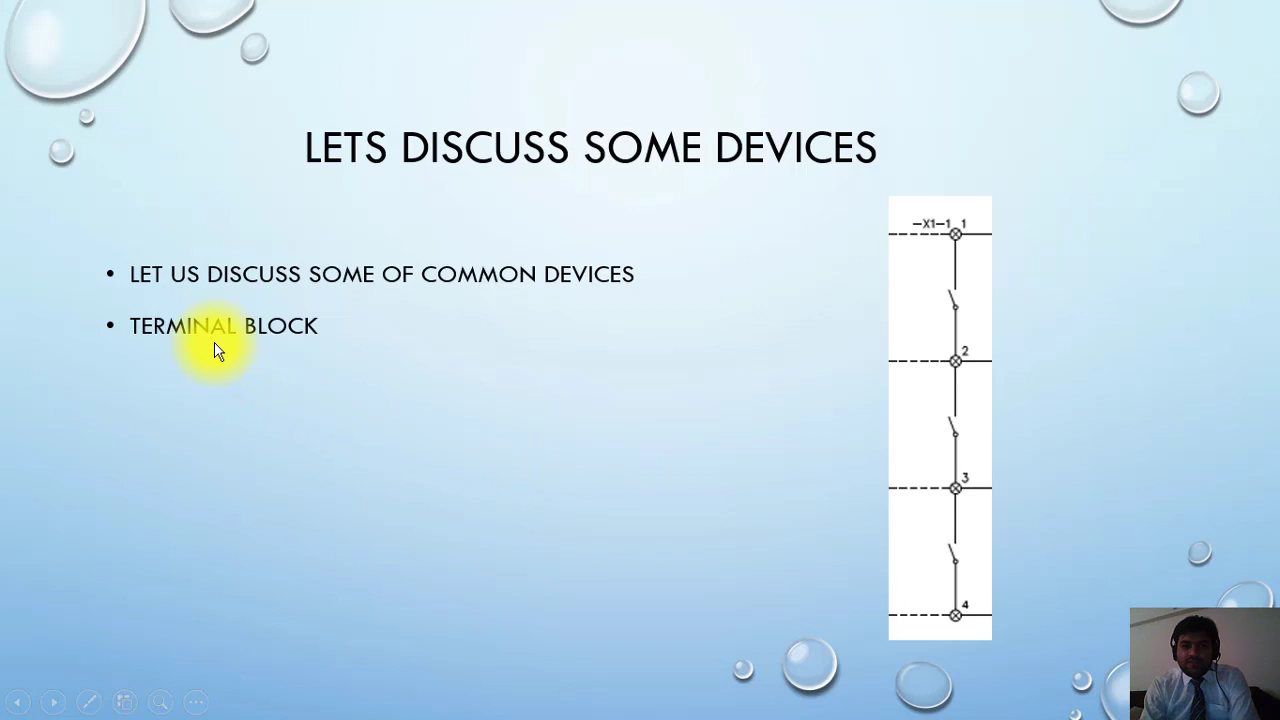 LETS DISCUSS SOME DEVICES
• LET US DISCUSS SOME OF COMMON DEVICES
• TERMINAL BLOCK
-X1-1 1
2
3
4